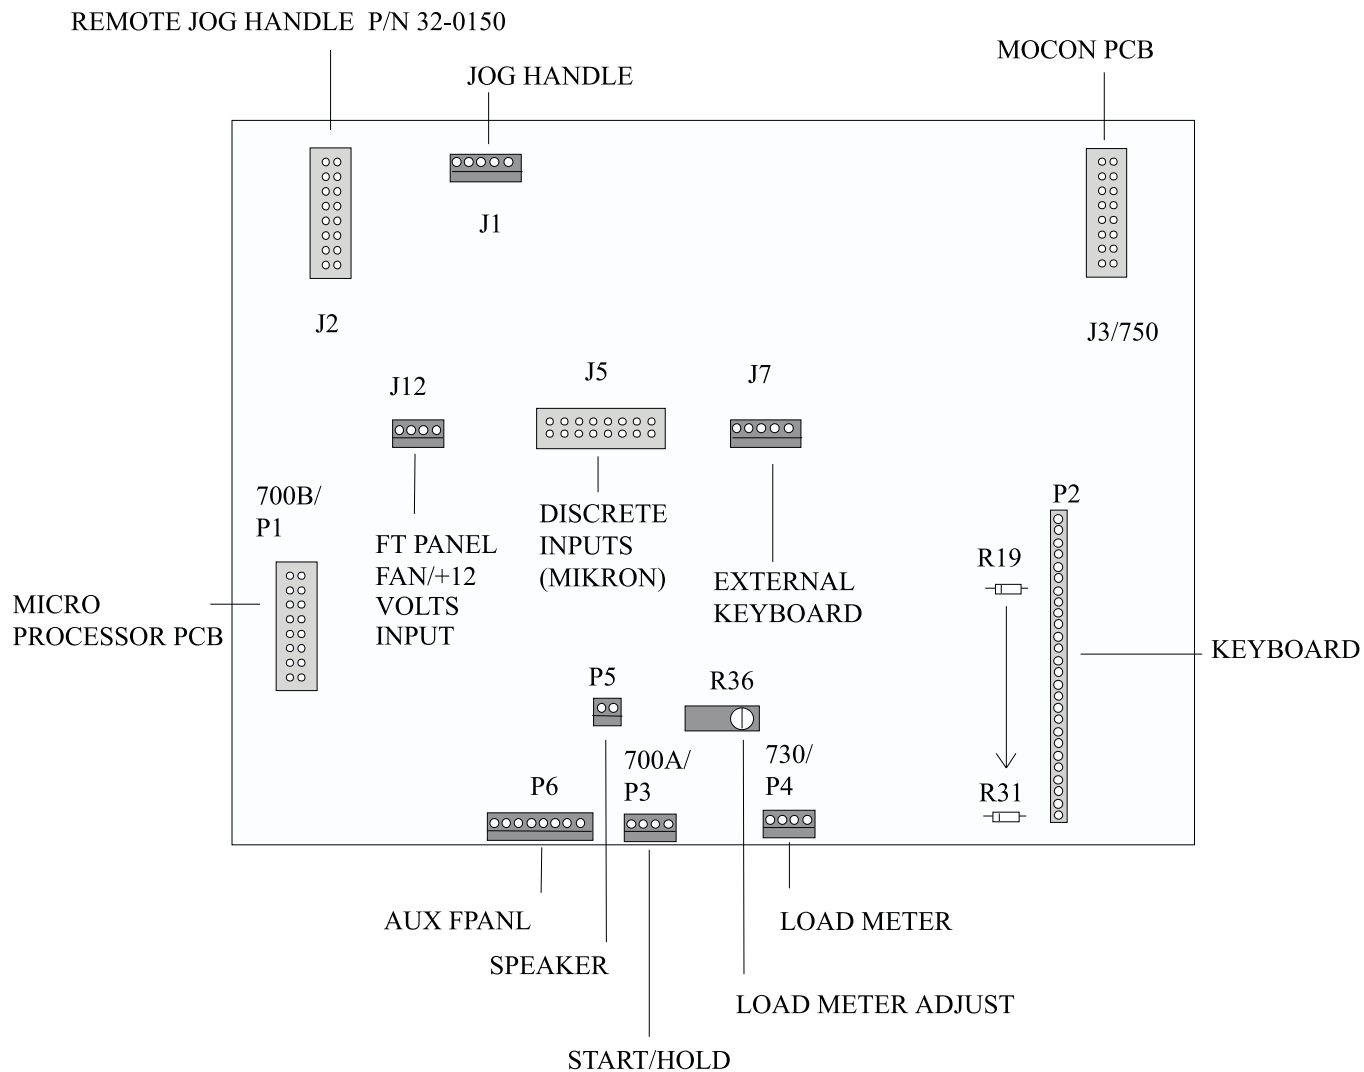 REMOTE JOG HANDLE P/N 32-0150
MOCON PCB
JOG HANDLE
J1
J2
J3/750
J5
J7
J12
700B/
P1
P2
DISCRETE
INPUTS
(MIKRON)
FT PANEL
FAN/+12
VOLTS
INPUT
R19
EXTERNAL
KEYBOARD
MICRO
PROCESSOR PCB
KEYBOARD
P5
R36
700A/
P3
730/
P4
P6
R31
AUX FPANL
LOAD METER
SPEAKER
LOAD METER ADJUST
START/HOLD